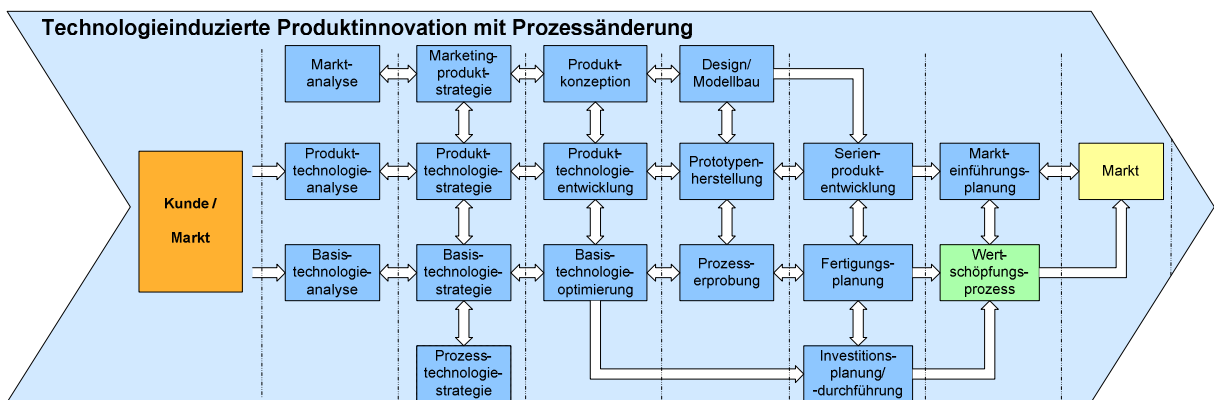 Technologieinduzierte Produktinnovation mit Prozessänderung
Markt-
analyse
Marketing-
produkt-
strategie
Produkt-
konzeption
Design/
Modellbau
Kunde /
Markt
Produkt-
technologie-
analyse
Produkt-
technologie-
strategie
Produkt-
technologie-
entwicklung
Prototypen-
herstellung
Serien-
produkt-
entwicklung
Markt-
einführungs-
planung
Markt
Basis-
technologie-
analyse
Basis-
technologie-
strategie
Basis-
technologie-
optimierung
Prozess-
erprobung
Fertigungs-
planung
Wert-
schöpfungs-
prozess
Prozess-
technologie-
strategie
Investitions-
planung/
-durchführung